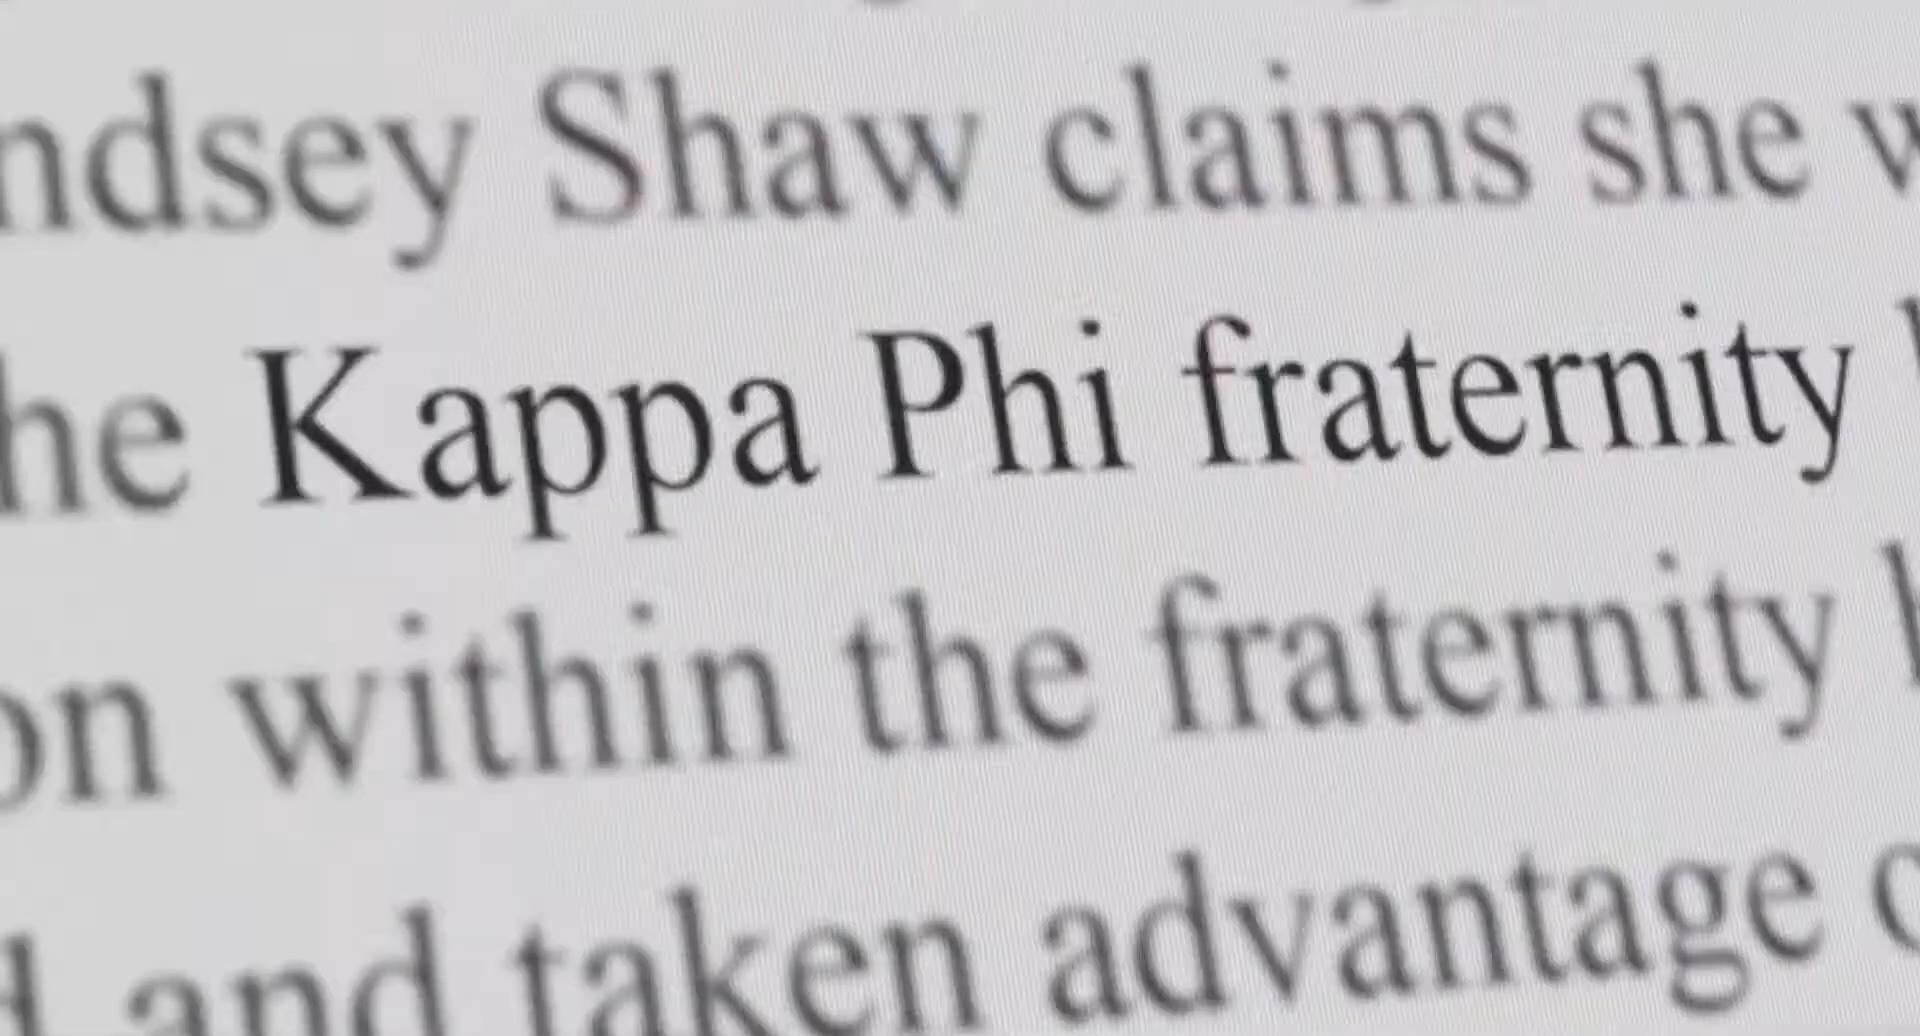 ndsey Shaw claims she w
he Kappa Phi fraternity
on within the fraternity
d and taken advantage